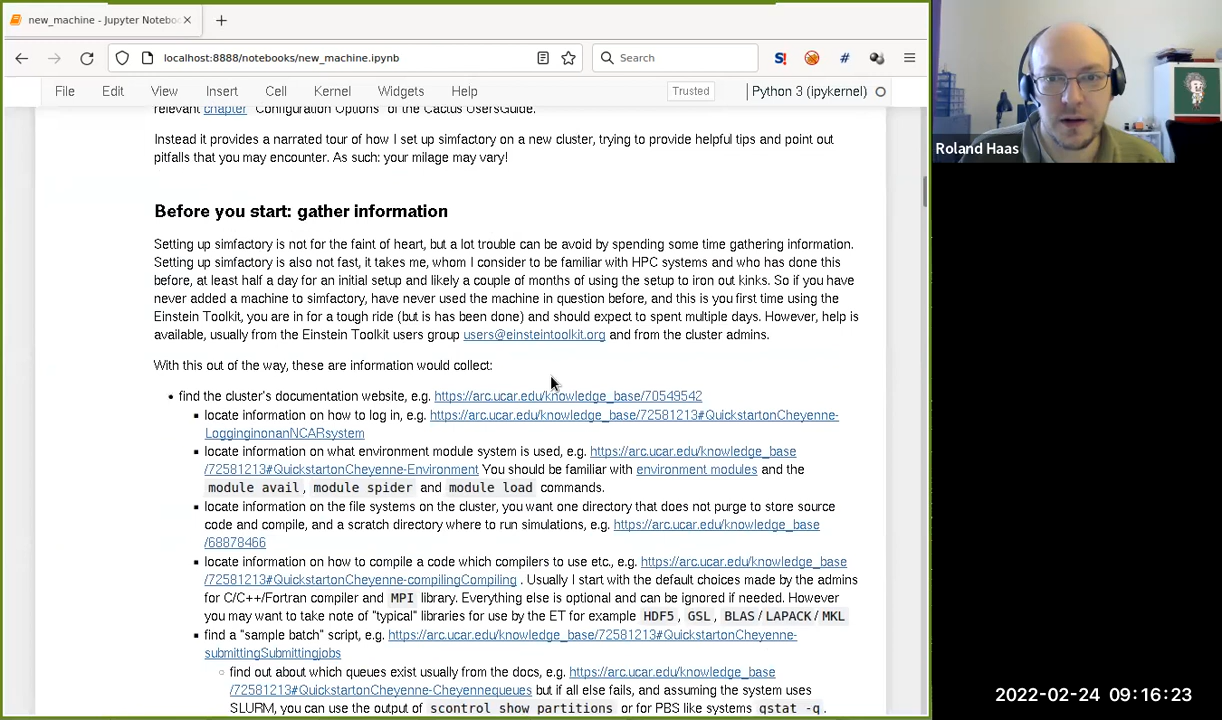 new_machine - Jupyter Notebo
localhost:8888/notebooks/new_machine.ipynb
Search
S!
#
File Edit View Insert Cell Kernel Widgets Help Trusted Python 3 (ipykernel)
relevant chapter "Configuration Options" of the Cactus UsersGuide.
Instead it provides a narrated tour of how I set up simfactory on a new cluster, trying to provide helpful tips and point out
pitfalls that you may encounter. As such: your milage may vary!
Before you start: gather information
Setting up simfactory is not for the faint of heart, but a lot trouble can be avoid by spending some time gathering information.
Setting up simfactory is also not fast, it takes me, whom I consider to be familiar with HPC systems and who has done this
before, at least half a day for an initial setup and likely a couple of months of using the setup to iron out kinks. So if you have
never added a machine to simfactory, have never used the machine in question before, and this is you first time using the
Einstein Toolkit, you are in for a tough ride (but is has been done) and should expect to spent multiple days. However, help is
available, usually from the Einstein Toolkit users group users@einsteintoolkit.org and from the cluster admins.
With this out of the way, these are information would collect:
• find the cluster's documentation website, e.g. https://arc.ucar.edu/knowledge_base/70549542
▪ locate information on how to log in, e.g. https://arc.ucar.edu/knowledge_base/72581213#QuickstartonCheyenne-
LogginginonanNCARsystem
▪ locate information on what environment module system is used, e.g. https://arc.ucar.edu/knowledge_base
/72581213#QuickstartonCheyenne-Environment You should be familiar with environment modules and the
module avail, module spider and module load commands.
▪ locate information on the file systems on the cluster, you want one directory that does not purge to store source
code and compile, and a scratch directory where to run simulations, e.g. https://arc.ucar.edu/knowledge_base
/68878466
▪ locate information on how to compile a code which compilers to use etc., e.g. https://arc.ucar.edu/knowledge_base
/72581213#QuickstartonCheyenne-compilingCompiling . Usually I start with the default choices made by the admins
for C/C++/Fortran compiler and MPI library. Everything else is optional and can be ignored if needed. However
you may want to take note of "typical" libraries for use by the ET for example HDF5 , GSL , BLAS / LAPACK / MKL
▪ find a "sample batch" script, e.g. https://arc.ucar.edu/knowledge_base/72581213#QuickstartonCheyenne-
submittingSubmittingjobs
◦ find out about which queues exist usually from the docs, e.g. https://arc.ucar.edu/knowledge_base
/72581213#QuickstartonCheyenne-Cheyennequeues but if all else fails, and assuming the system uses
SLURM, you can use the output of scontrol show partitions or for PBS like systems qstat -q .
Roland Haas
2022-02-24 09:16:23